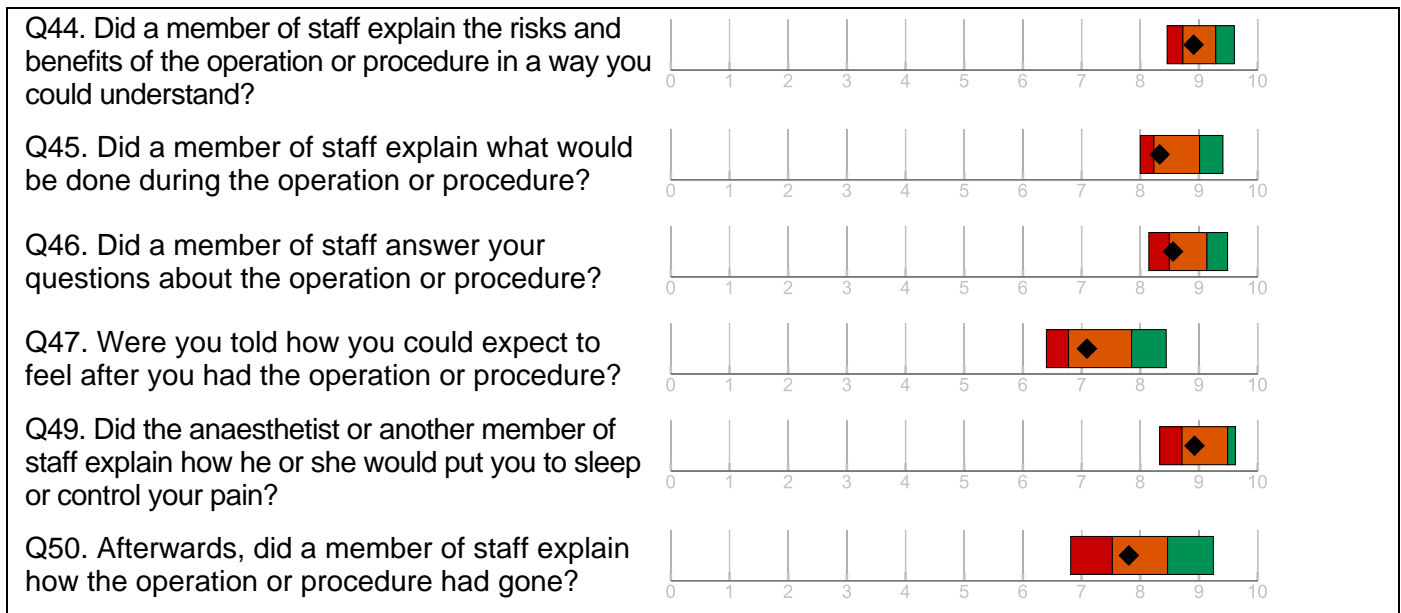 Q44. Did a member of staff explain the risks and
benefits of the operation or procedure in a way you
could understand?
0 1 2 3 4 5 6 7 8 9 10
Q45. Did a member of staff explain what would
be done during the operation or procedure?
0 1 2 3 4 5 6 7 8 9 10
Q46. Did a member of staff answer your
questions about the operation or procedure?
0 1 2 3 4 5 6 7 8 9 10
Q47. Were you told how you could expect to
feel after you had the operation or procedure?
0 1 2 3 4 5 6 7 8 9 10
Q49. Did the anaesthetist or another member of
staff explain how he or she would put you to sleep
or control your pain?
0 1 2 3 4 5 6 7 8 9 10
Q50. Afterwards, did a member of staff explain
how the operation or procedure had gone?
0 1 2 3 4 5 6 7 8 9 10